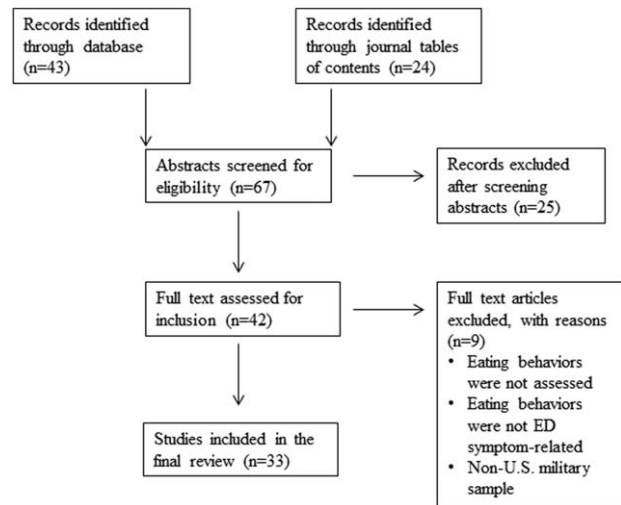 Records identified
through database
(n=43)
Records identified
through journal tables
of contents (n=24)
Abstracts screened for
eligibility (n=67)
Records excluded
after screening
abstracts (n=25)
Full text assessed for
inclusion (n=42)
Full text articles
excluded, with reasons
(n=9)
• Eating behaviors
were not assessed
• Eating behaviors
were not ED
symptom-related
• Non-U.S. military
sample
Studies included in the
final review (n=33)